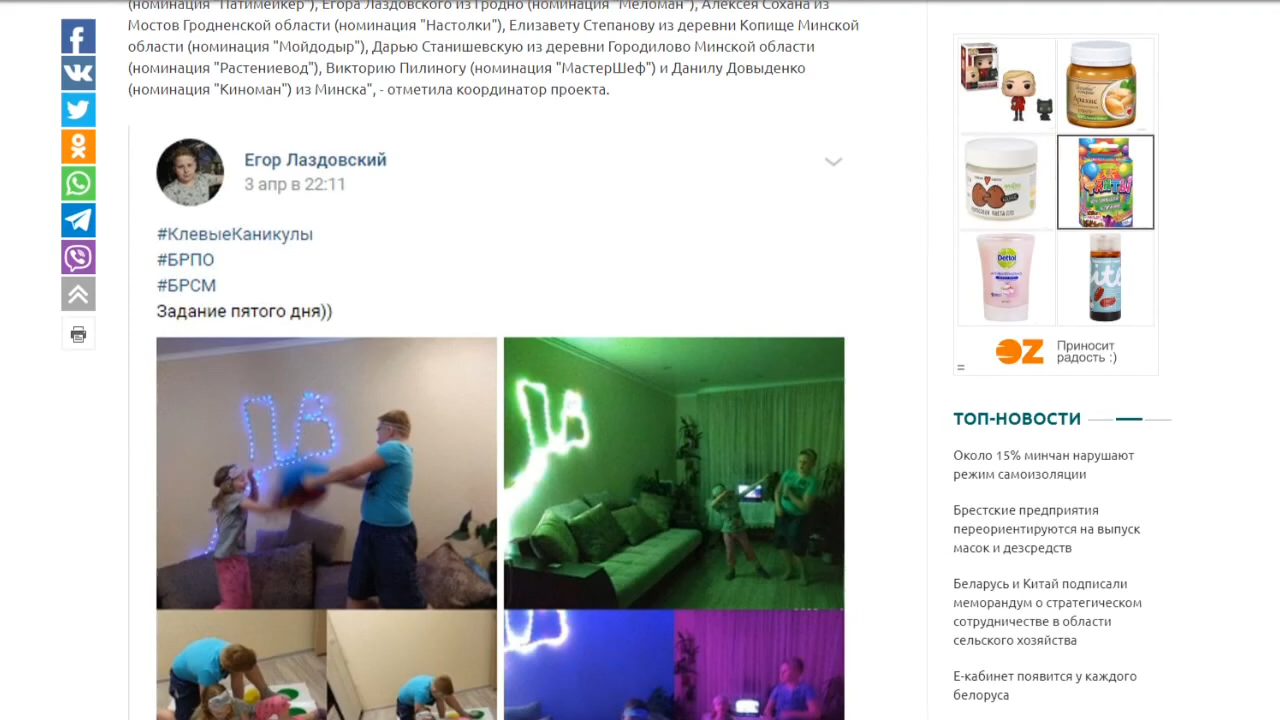 (номинация "Патимейкер"), Егора Лаздовского из Гродно (номинация "Меломан"), Алексея Сохана из
Мостов Гродненской области (номинация "Настолки"), Елизавету Степанову из деревни Копище Минской
области (номинация "Мойдодыр"), Дарью Станишевскую из деревни Городилово Минской области
(номинация "Растениевод"), Викторию Пилиногу (номинация "МастерШеф") и Данилу Довыденко
(номинация "Киноман") из Минска", - отметила координатор проекта.
Егор Лаздовский
3 апр в 22:11
#КлевыеКаникулы
#БРПО
#БРСМ
Задание пятого дня))
ПВ
Арахис
ФАНТЫ
Dettol
OZ
Приносит
радость :)
ТОП-НОВОСТИ
Около 15% минчан нарушают
режим самоизоляции
Брестские предприятия
переориентируются на выпуск
масок и дезсредств
Беларусь и Китай подписали
меморандум о стратегическом
сотрудничестве в области
сельского хозяйства
Е-кабинет появится у каждого
белоруса